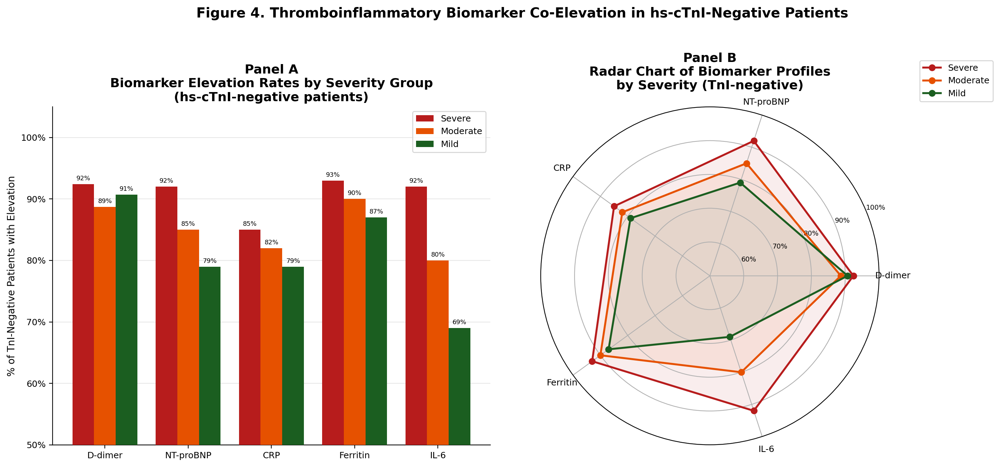 Figure 4. Thromboinflammatory Biomarker Co-Elevation in hs-cTnI-Negative Patients
Panel A
Biomarker Elevation Rates by Severity Group
(hs-cTnI-negative patients)
Severe
Moderate
Mild
% of TnI-Negative Patients with Elevation
100%
90%
80%
70%
60%
50%
92%
89%
91%
92%
85%
79%
85%
82%
79%
93%
90%
87%
92%
80%
69%
D-dimer
NT-proBNP
CRP
Ferritin
IL-6
Panel B
Radar Chart of Biomarker Profiles
by Severity (TnI-negative)
Severe
Moderate
Mild
NT-proBNP
CRP
100%
90%
80%
70%
60%
D-dimer
Ferritin
IL-6